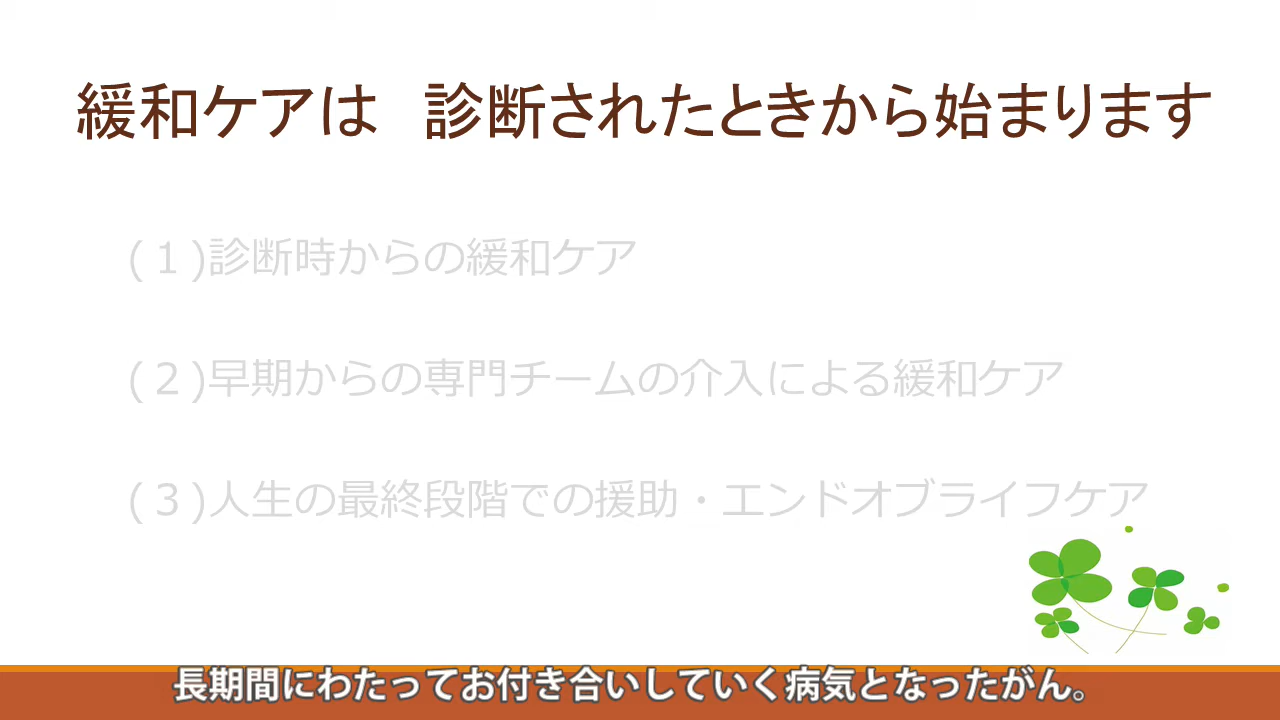 緩和ケアは　診断されたときから始まります
(１)診断時からの緩和ケア
(２)早期からの専門チームの介入による緩和ケア
(３)人生の最終段階での援助・エンドオブライフケア
長期間にわたってお付き合いしていく病気となったがん。